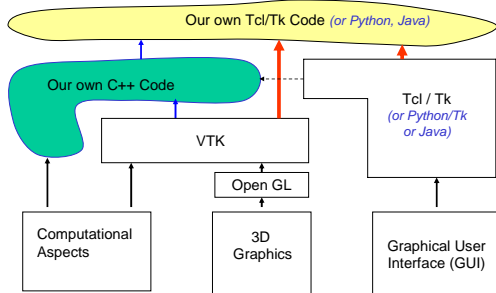 Our own Tcl/Tk Code (or Python, Java)
Our own C++ Code
Tcl / Tk
(or Python/Tk
or Java)
VTK
Open GL
Computational
Aspects
3D
Graphics
Graphical User
Interface (GUI)